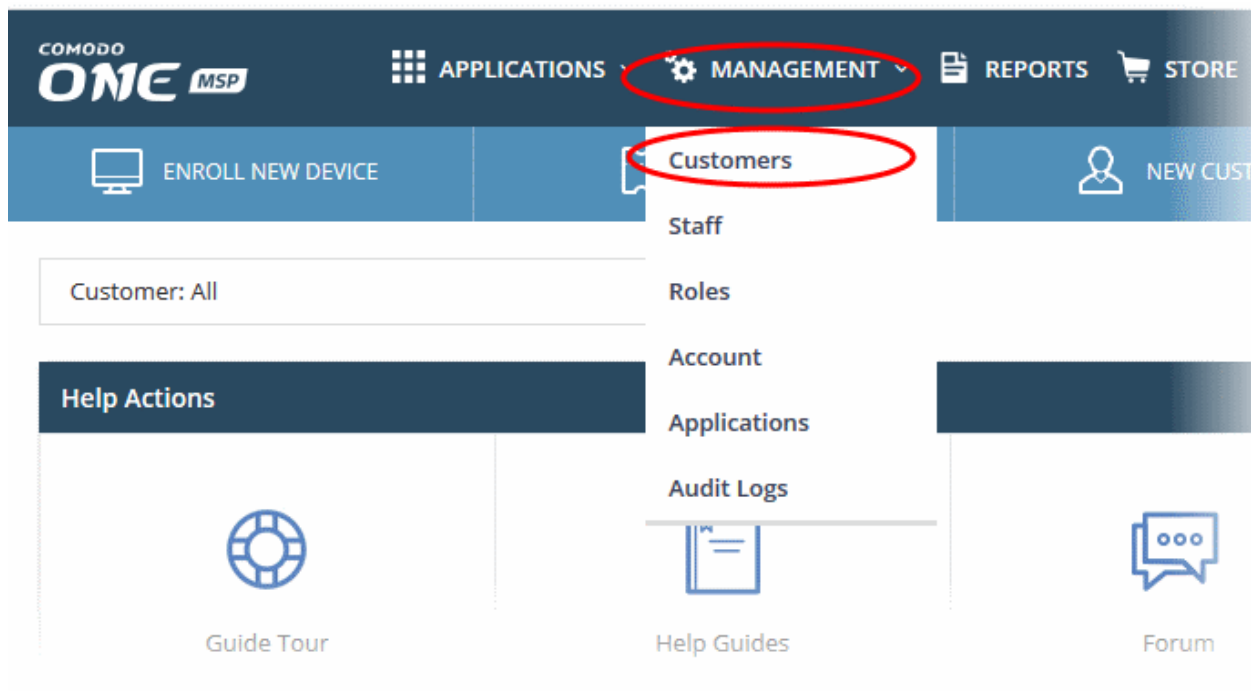 COMODO
ONE MSP
APPLICATIONS
MANAGEMENT
REPORTS
STORE
ENROLL NEW DEVICE
NEW CUST
Customers
Staff
Roles
Account
Applications
Audit Logs
Customer: All
Help Actions
Guide Tour
Help Guides
Forum